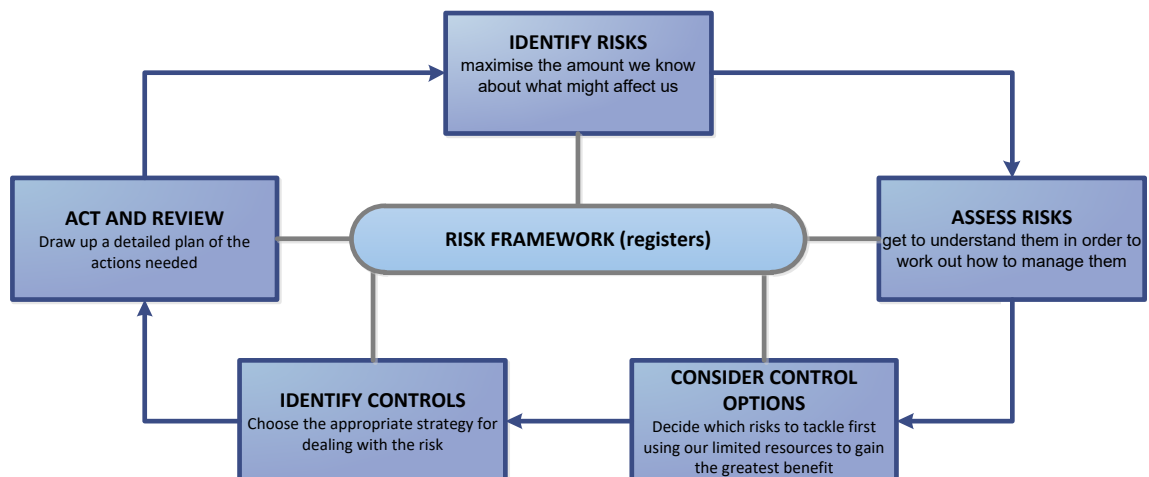 IDENTIFY RISKS
maximise the amount we know
about what might affect us
ACT AND REVIEW
Draw up a detailed plan of the
actions needed
RISK FRAMEWORK (registers)
ASSESS RISKS
get to understand them in order to
work out how to manage them
IDENTIFY CONTROLS
Choose the appropriate strategy for
dealing with the risk
CONSIDER CONTROL
OPTIONS
Decide which risks to tackle first
using our limited resources to gain
the greatest benefit